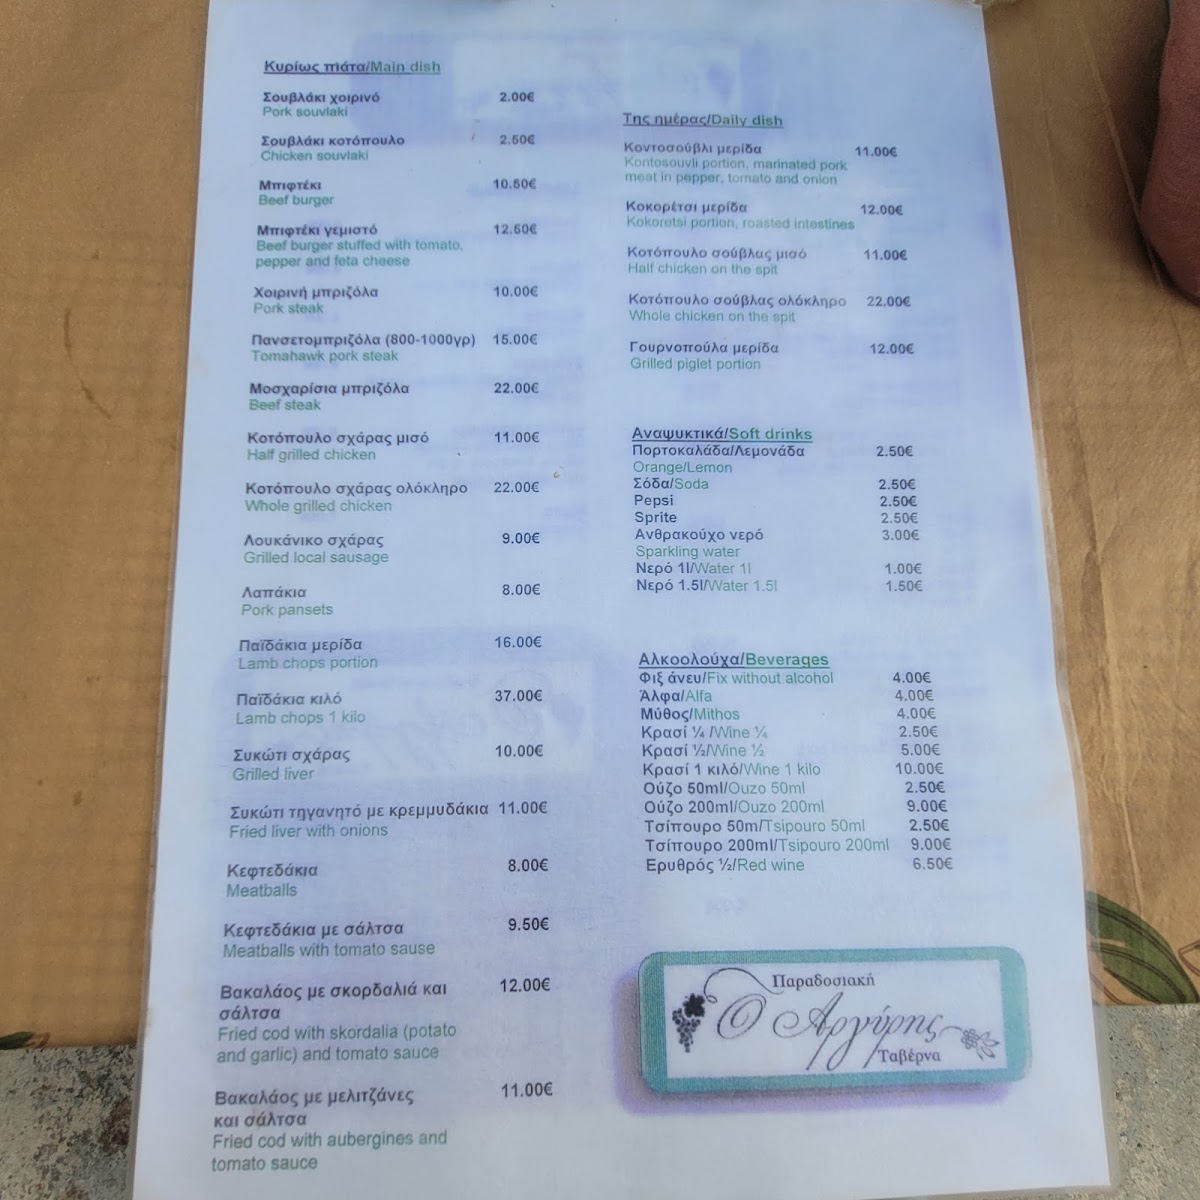 Κυρίως πιάτα/Main dish
Σουβλάκι χοιρινό 2.00€
Pork souvlaki
Σουβλάκι κοτόπουλο 2.50€
Chicken souvlaki
Μπιφτέκι 10.50€
Beef burger
Μπιφτέκι γεμιστό 12.50€
Beef burger stuffed with tomato,
pepper and feta cheese
Χοιρινή μπριζόλα 10.00€
Pork steak
Πανσετομπριζόλα (800-1000γρ) 15.00€
Tomahawk pork steak
Μοσχαρίσια μπριζόλα 22.00€
Beef steak
Κοτόπουλο σχάρας μισό 11.00€
Half grilled chicken
Κοτόπουλο σχάρας ολόκληρο 22.00€
Whole grilled chicken
Λουκάνικο σχάρας 9.00€
Grilled local sausage
Λαπάκια 8.00€
Pork pansets
Παϊδάκια μερίδα 16.00€
Lamb chops portion
Παϊδάκια κιλό 37.00€
Lamb chops 1 kilo
Συκώτι σχάρας 10.00€
Grilled liver
Συκώτι τηγανητό με κρεμμυδάκια 11.00€
Fried liver with onions
Κεφτεδάκια 8.00€
Meatballs
Κεφτεδάκια με σάλτσα 9.50€
Meatballs with tomato sause
Βακαλάος με σκορδαλιά και 12.00€
σάλτσα
Fried cod with skordalia (potato
and garlic) and tomato sauce
Βακαλάος με μελιτζάνες 11.00€
και σάλτσα
Fried cod with aubergines and
tomato sauce
Της ημέρας/Daily dish
Κοντοσούβλι μερίδα 11.00€
Kontosouvli portion, marinated pork
meat in pepper, tomato and onion
Κοκορέτσι μερίδα 12.00€
Kokoretsi portion, roasted intestines
Κοτόπουλο σούβλας μισό 11.00€
Half chicken on the spit
Κοτόπουλο σούβλας ολόκληρο 22.00€
Whole chicken on the spit
Γουρνοπούλα μερίδα 12.00€
Grilled piglet portion
Αναψυκτικά/Soft drinks
Πορτοκαλάδα/Λεμονάδα 2.50€
Orange/Lemon
Σόδα/Soda 2.50€
Pepsi 2.50€
Sprite 2.50€
Ανθρακούχο νερό 3.00€
Sparkling water
Νερό 1l/Water 1l 1.00€
Νερό 1.5l/Water 1.5l 1.50€
Αλκοολούχα/Beverages
Φιξ άνευ/Fix without alcohol 4.00€
Άλφα/Alfa 4.00€
Μύθος/Mithos 4.00€
Κρασί ¼ /Wine ¼ 2.50€
Κρασί ½/Wine ½ 5.00€
Κρασί 1 κιλό/Wine 1 kilo 10.00€
Ούζο 50ml/Ouzo 50ml 2.50€
Ούζο 200ml/Ouzo 200ml 9.00€
Τσίπουρο 50m/Tsipouro 50ml 2.50€
Τσίπουρο 200ml/Tsipouro 200ml 9.00€
Ερυθρός ½/Red wine 6.50€
Παραδοσιακή
Ο Αργύρης
Ταβέρνα